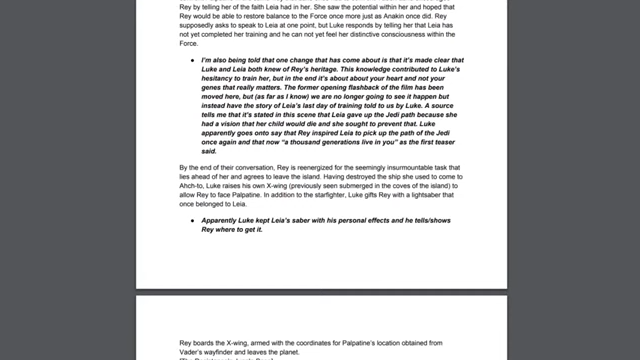 Rey by telling her of the faith Leia had in her. She saw the potential within her and hoped that
Rey would be able to restore balance to the Force once more just as Anakin once did. Rey
supposedly asks to speak to Leia at one point, but Luke responds by telling her that Leia has
not yet completed her training and he can not yet feel her distinctive consciousness within the
Force.
● I'm also being told that one change that has come about is that it's made clear that
Luke and Leia both knew of Rey's heritage. This knowledge contributed to Luke's
hesitancy to train her, but in the end it's about about your heart and not your
genes that really matters. The former opening flashback of the film has been
moved here, but (as far as I know) we are no longer going to see it happen but
instead have the story of Leia's last day of training told to us by Luke. A source
tells me that it's stated in this scene that Leia gave up the Jedi path because she
had a vision that her child would die and she sought to prevent that. Luke
apparently goes onto say that Rey inspired Leia to pick up the path of the Jedi
once again and that now "a thousand generations live in you" as the first teaser
said.
By the end of their conversation, Rey is reenergized for the seemingly insurmountable task that
lies ahead of her and agrees to leave the island. Having destroyed the ship she used to come to
Ahch-to, Luke raises his own X-wing (previously seen submerged in the coves of the island) to
allow Rey to face Palpatine. In addition to the starfighter, Luke gifts Rey with a lightsaber that
once belonged to Leia.
● Apparently Luke kept Leia's saber with his personal effects and he tells/shows
Rey where to get it.
Rey boards the X-wing, armed with the coordinates for Palpatine's location obtained from
Vader's wayfinder and leaves the planet.